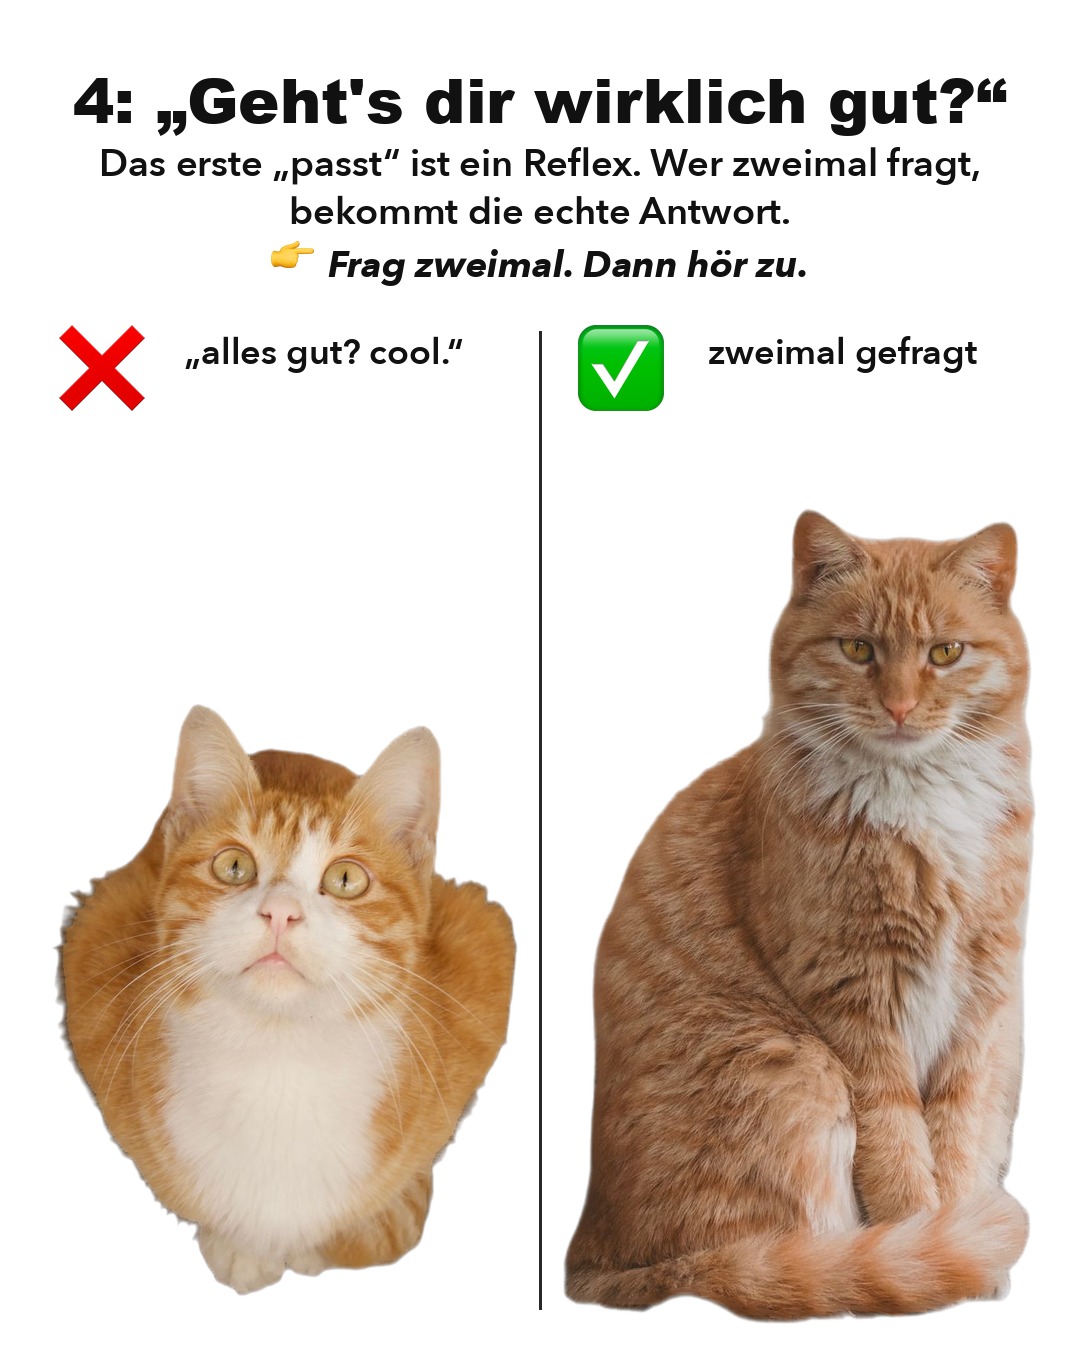 4: „Geht's dir wirklich gut?“
Das erste „passt“ ist ein Reflex. Wer zweimal fragt,
bekommt die echte Antwort.
👉 Frag zweimal. Dann hör zu.
❌ „alles gut? cool.“
✅ zweimal gefragt